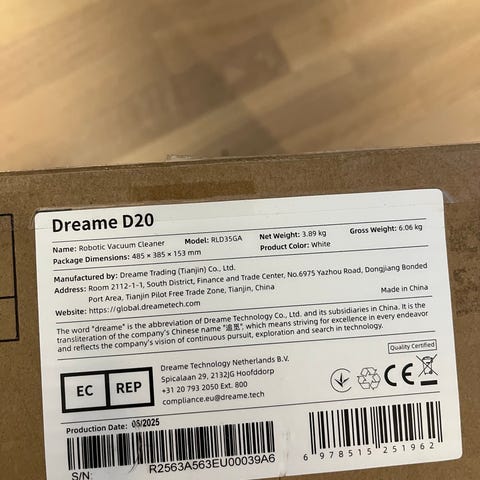 Dreame D20
Name: Robotic Vacuum Cleaner Model: RLD35GA Net Weight: 3.89 kg Gross Weight: 6.06 kg
Package Dimensions: 485 × 385 × 153 mm Product Color: White
Manufactured by: Dreame Trading (Tianjin) Co., Ltd.
Address: Room 2112-1-1, South District, Finance and Trade Center, No.6975 Yazhou Road, Dongjiang Bonded
Port Area, Tianjin Pilot Free Trade Zone, Tianjin, China
Website: https://global.dreametech.com Made in China
The word "dreame" is the abbreviation of Dreame Technology Co., Ltd. and its subsidiaries in China. It is the
transliteration of the company's Chinese name "追觅", which means striving for excellence in every endeavor
and reflects the company's vision of continuous pursuit, exploration and search in technology.
EC REP
Dreame Technology Netherlands B.V.
Spicalaan 29, 2132JG Hoofddorp
+31 20 793 2050 Ext. 800
compliance.eu@dreame.tech
Quality Certified
CE
Production Date: 05/2025
S/N: R2563A563EU00039A6
6 978515 251962